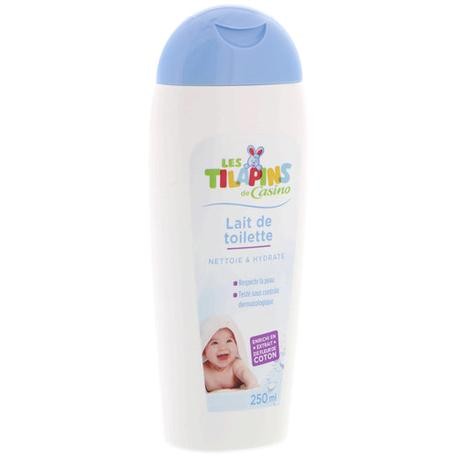 LES
TILAPINS
de Casino
Lait de
toilette
NETTOIE & HYDRATE
Respecte la peau
Testé sous contrôle
dermatologique
ENRICHI EN
EXTRAIT
DE FLEUR DE
COTON
250 ml